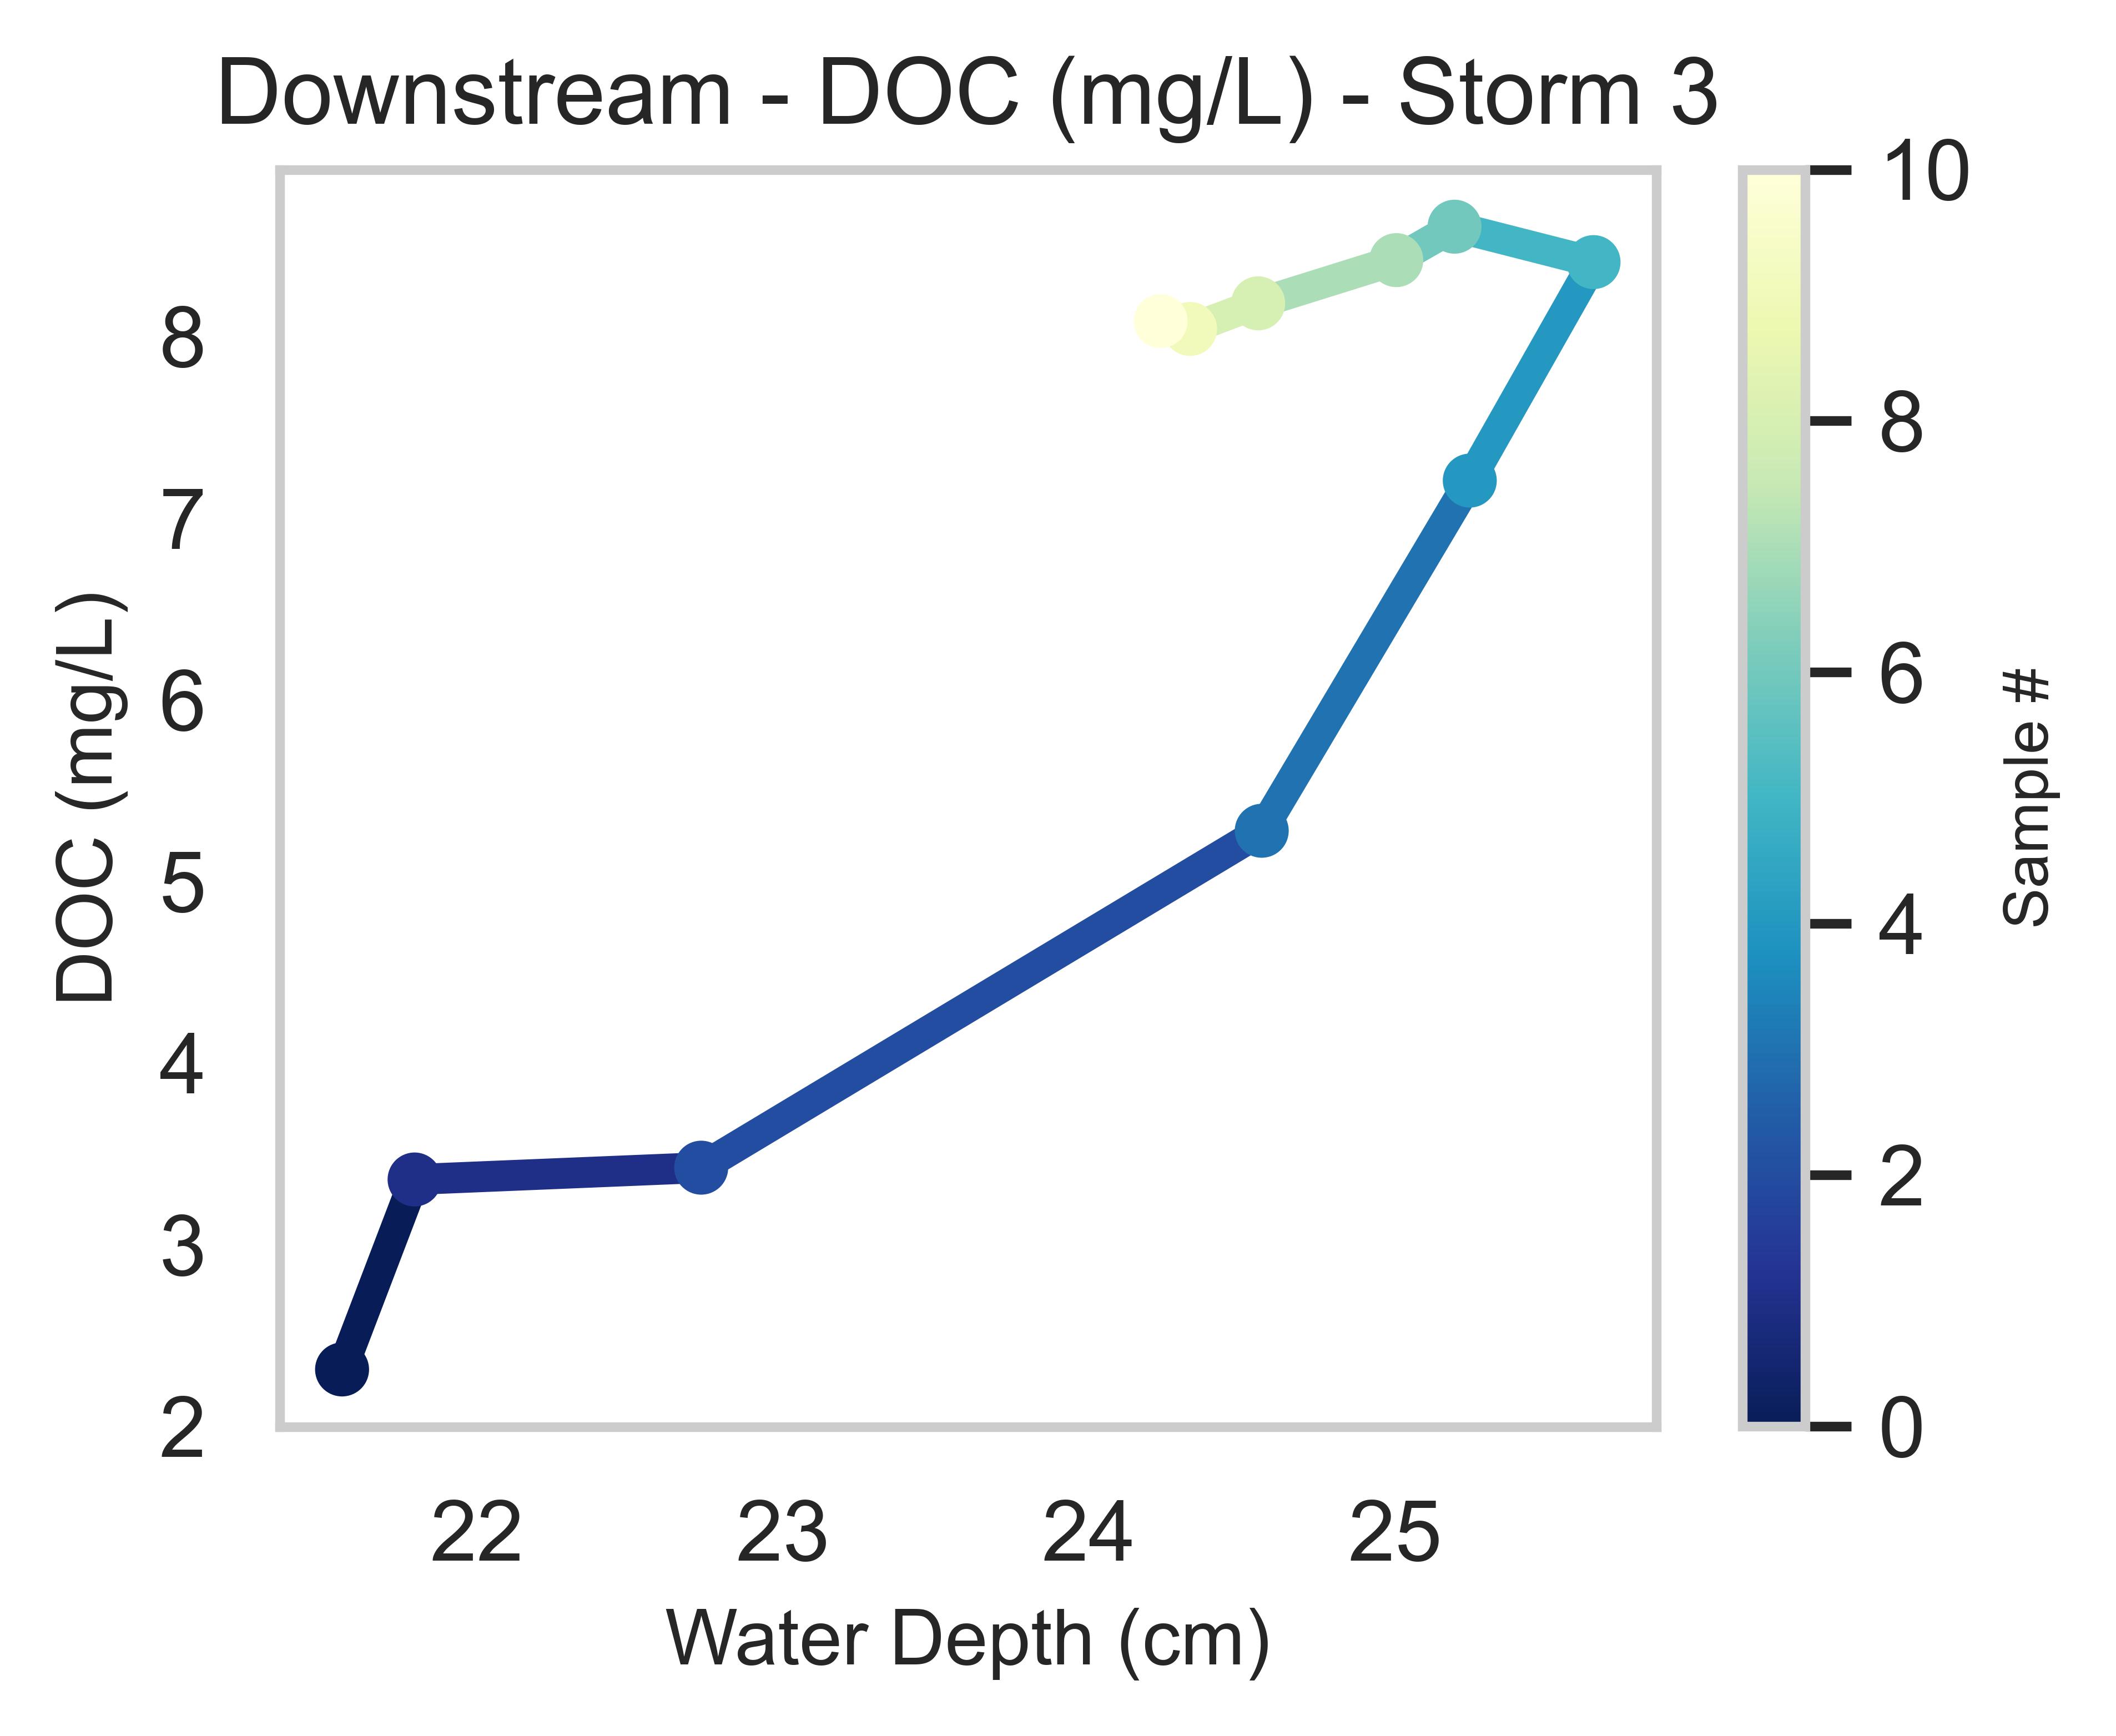 Downstream - DOC (mg/L) - Storm 3
DOC (mg/L)
8
7
6
5
4
3
2
22 23 24 25
Water Depth (cm)
10
8
6
4
2
0
Sample #